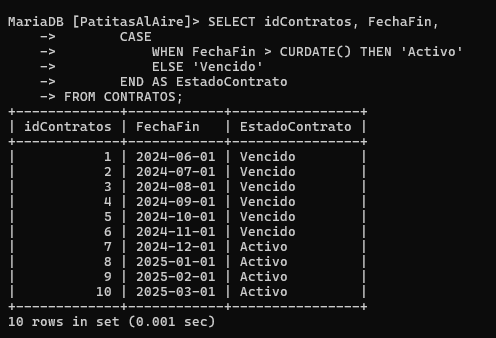 MariaDB [PatitasAlAire]> SELECT idContratos, FechaFin,
    ->        CASE
    ->            WHEN FechaFin > CURDATE() THEN 'Activo'
    ->            ELSE 'Vencido'
    ->        END AS EstadoContrato
    -> FROM CONTRATOS;
+-------------+------------+----------------+
| idContratos | FechaFin   | EstadoContrato |
+-------------+------------+----------------+
|           1 | 2024-06-01 | Vencido        |
|           2 | 2024-07-01 | Vencido        |
|           3 | 2024-08-01 | Vencido        |
|           4 | 2024-09-01 | Vencido        |
|           5 | 2024-10-01 | Vencido        |
|           6 | 2024-11-01 | Vencido        |
|           7 | 2024-12-01 | Activo         |
|           8 | 2025-01-01 | Activo         |
|           9 | 2025-02-01 | Activo         |
|          10 | 2025-03-01 | Activo         |
+-------------+------------+----------------+
10 rows in set (0.001 sec)